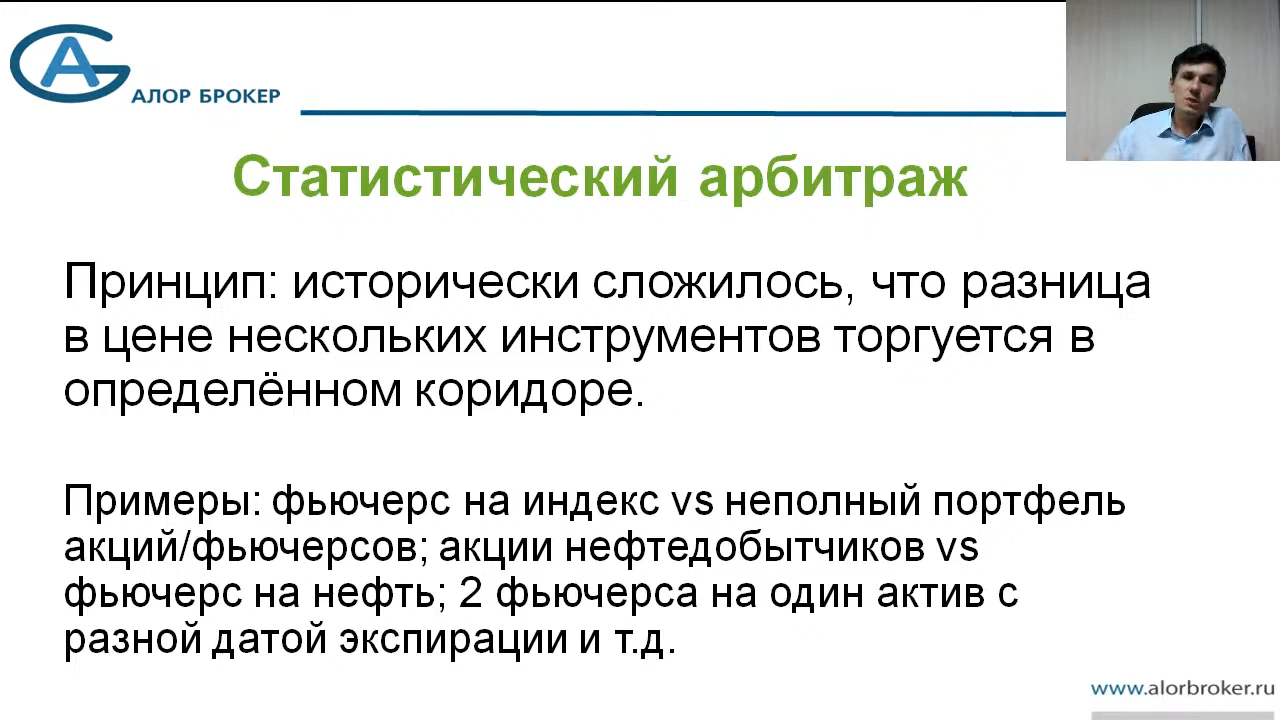 АЛОР БРОКЕР
Статистический арбитраж
Принцип: исторически сложилось, что разница
в цене нескольких инструментов торгуется в
определённом коридоре.
Примеры: фьючерс на индекс vs неполный портфель
акций/фьючерсов; акции нефтедобытчиков vs
фьючерс на нефть; 2 фьючерса на один актив с
разной датой экспирации и т.д.
www.alorbroker.ru